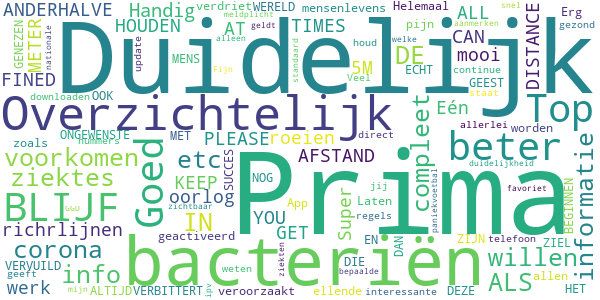 ANDERHALVE Handig verdriet WERELD mensenlevens Helemaal Erg
GENEZEN METER nationale FINED update HOUDEN MENS AT meldplicht alleen TIMES geldt 5M standaard Veel pijn houd ECHT welke DE ALL CAN continue GEEST aanmerken mooi staat snel gezond DISTANCE
Duidelijk
downloaden OOK Fijn
Overzichtelijk
ONGEWENSTE nummers MET PLEASE roeien direct Eén allerlei worden duidelijkheid Top
zoals voorkomen etc SUCCES AFSTAND compleet beter
ziektes Goed KEEP oorlog NOG jij paniekvoetbal favoriet BEGINNEN informatie
BLIJF GGD zichtbaar IN YOU App Super Laten regels
Prima
richrlijnen geactiveerd GET EN DAN ZIJN telefoon ZIEL
corona bacteriën weten ziekten DIE bepaalde willen allen
VERVUILD info
geeft ellende interessante DEZE ALS HET
werk mijn ALTIJD VERBITTERT ipv veroorzaakt